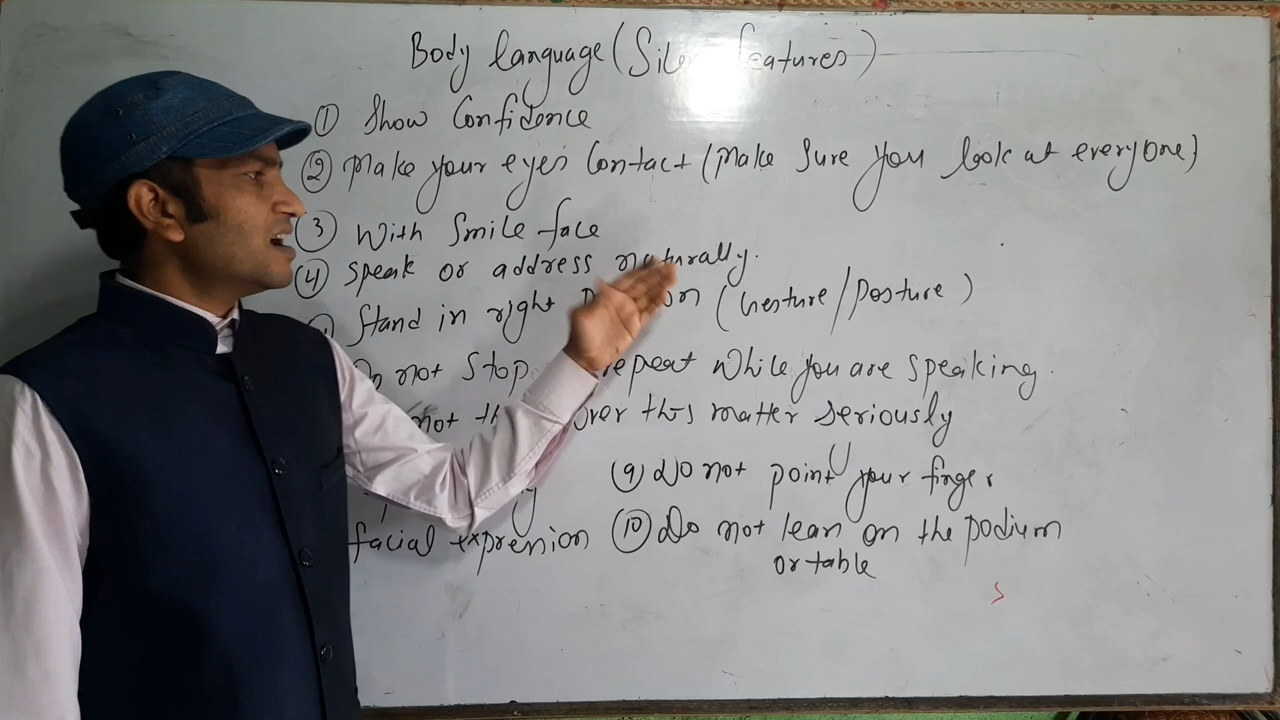 Body language (Sile features)
① Show Confidence
② Make your eyes Contact (Make Sure you look at everyone)
③ With Smile face
④ Speak or address naturally.
Stand in right (Gesture/Posture)
not Stop repeat While you are speaking.
not over this matter seriously
(9) Do not point your finger.
facial expression ⑩ Do not lean on the podium
or table